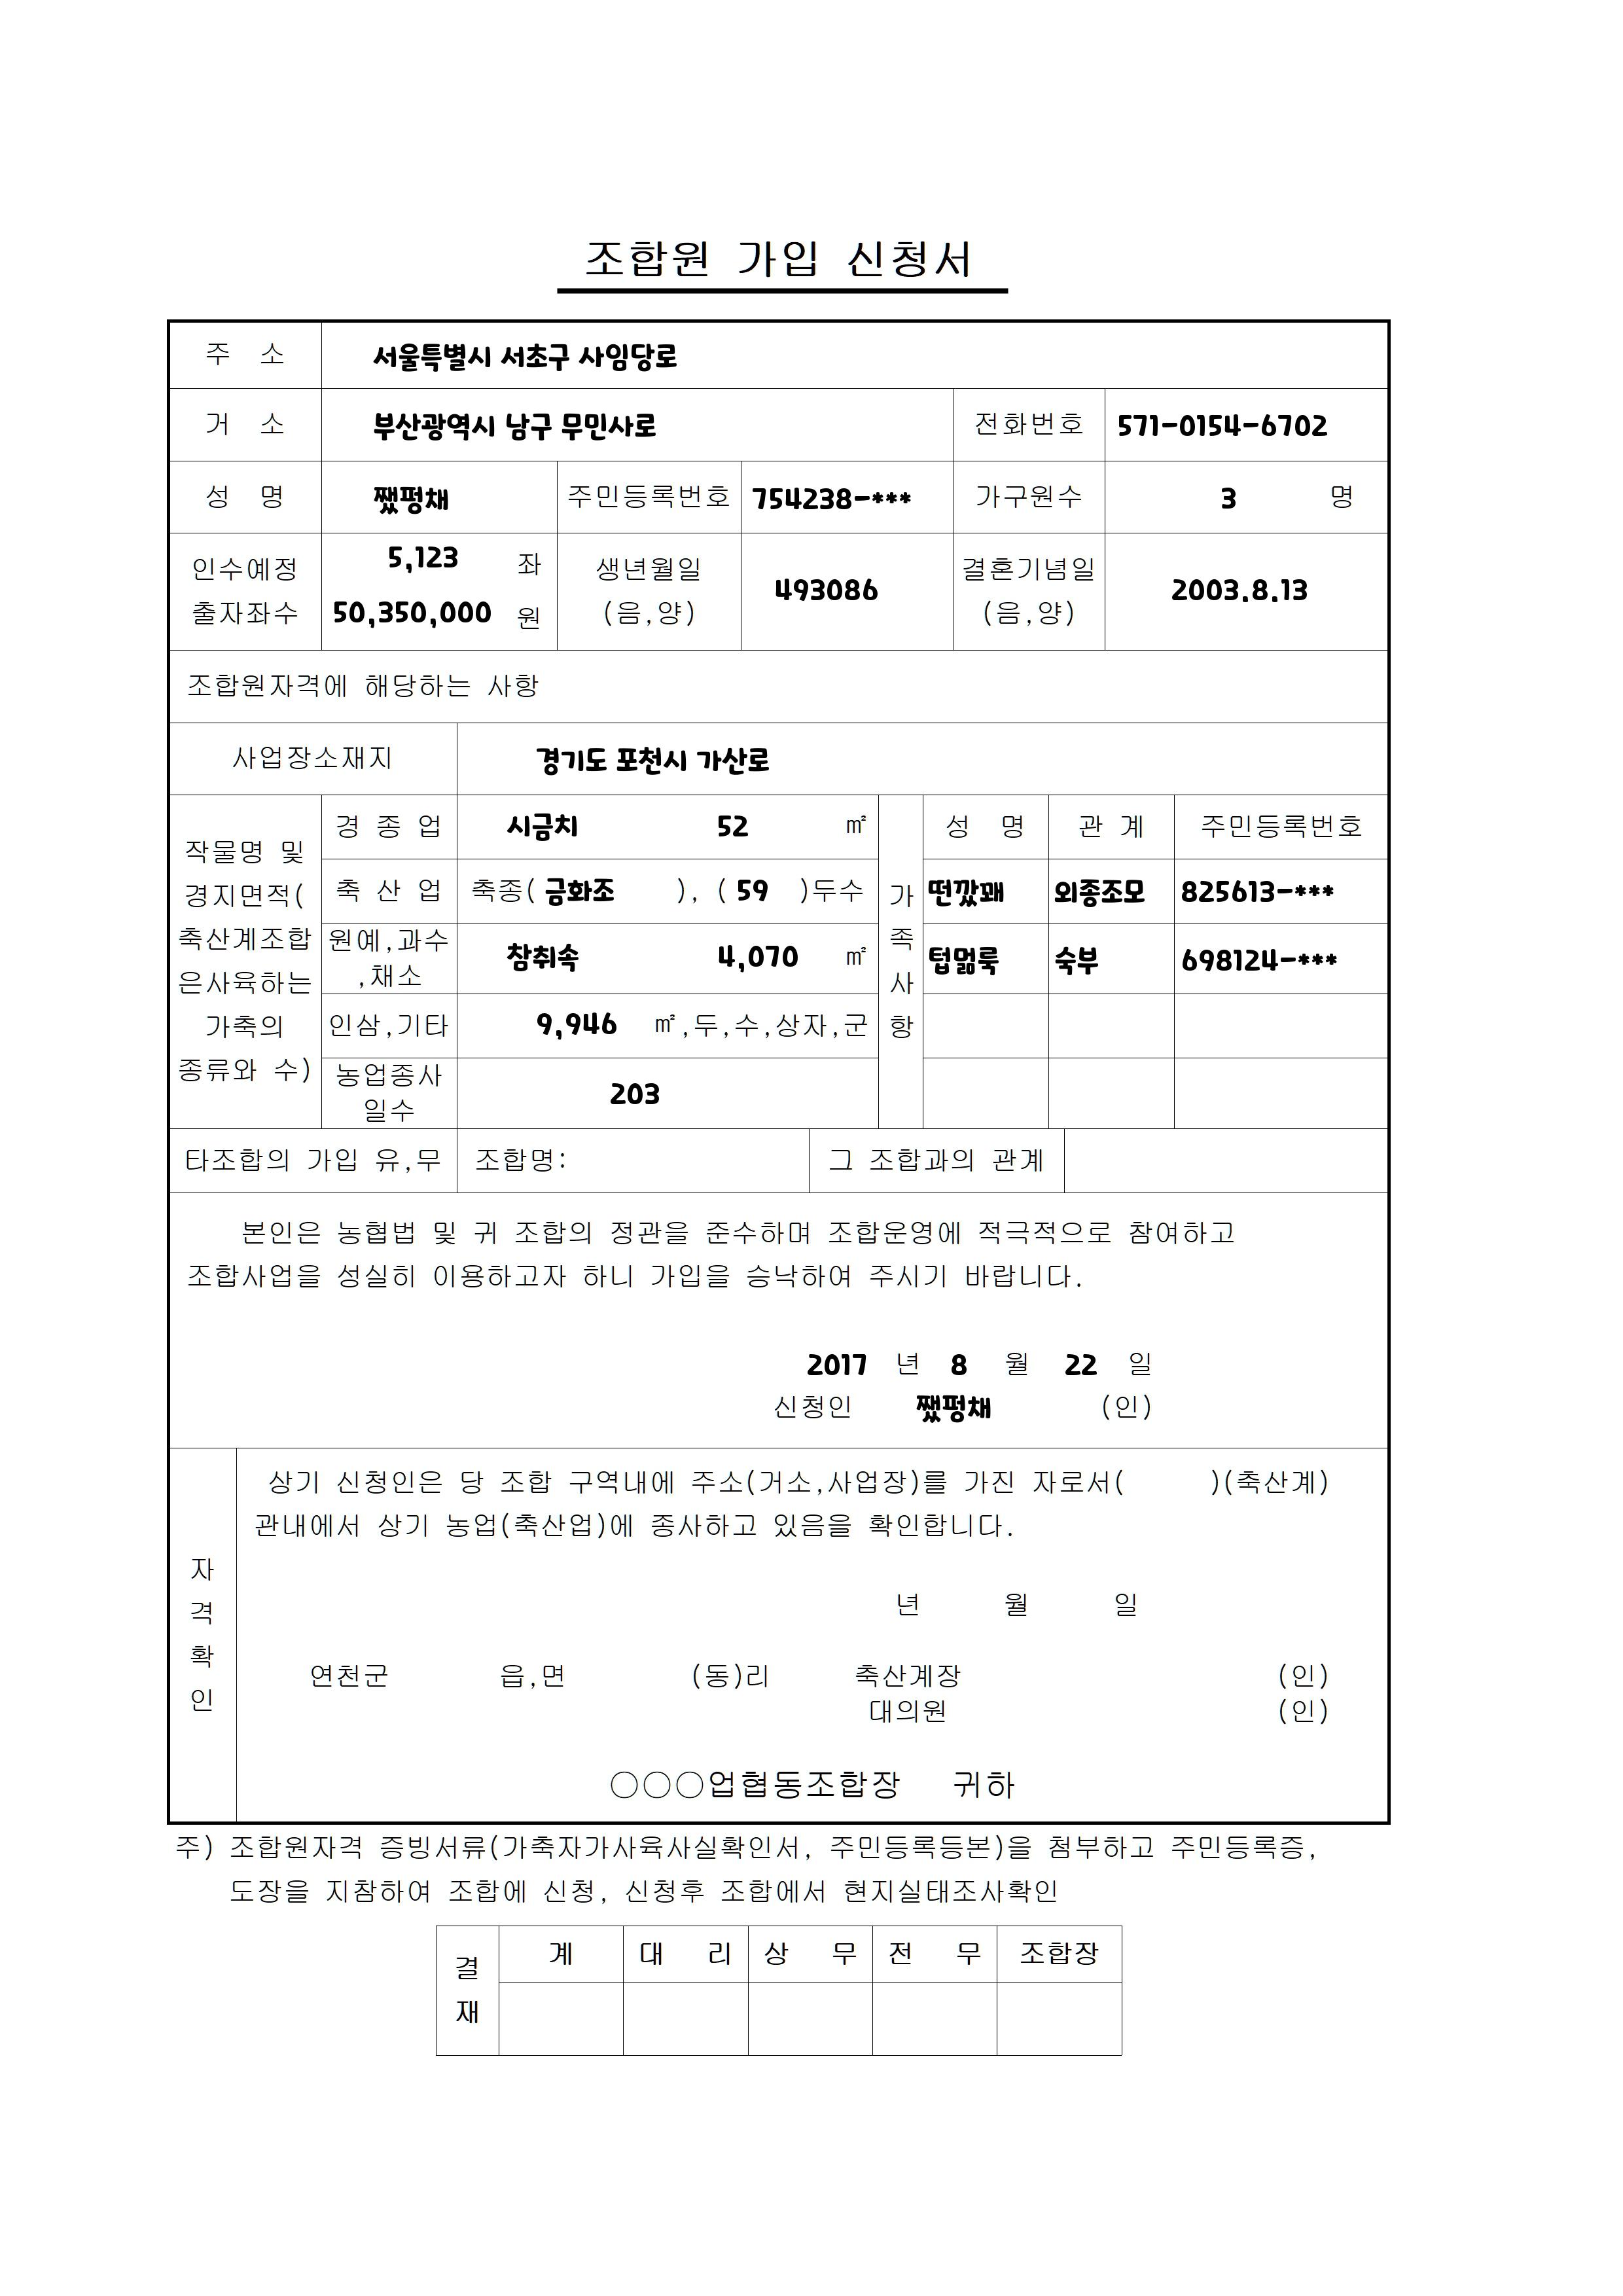 조합원 가입 신청서
주 소 서울특별시 서초구 사임당로
거 소 부산광역시 남구 무민사로 전화번호 571-0154-6702
성 명 쨌펑채 주민등록번호 754238-*** 가구원수 3 명
인수예정 출자좌수 5,123 좌 50,350,000 원 생년월일 (음,양) 493086 결혼기념일 (음,양) 2003.8.13
조합원자격에 해당하는 사항
사업장소재지 경기도 포천시 가산로
작물명 및 경지면적(축산계조합은사육하는 가축의 종류와 수)
경 종 업 시금치 52 ㎡
축 산 업 축종( 금화조 ), ( 59 )두수
원예,과수,채소 참취속 4,070 ㎡
인삼,기타 9,946 ㎡,두,수,상자,군
농업종사일수 203
가족사항
성 명 관 계 주민등록번호
떤깞꽤 외종조모 825613-***
텁멂룩 숙부 698124-***
타조합의 가입 유,무 조합명: 그 조합과의 관계
본인은 농협법 및 귀 조합의 정관을 준수하며 조합운영에 적극적으로 참여하고
조합사업을 성실히 이용하고자 하니 가입을 승낙하여 주시기 바랍니다.
2017 년 8 월 22 일
신청인 쨌펑채 (인)
자격확인
상기 신청인은 당 조합 구역내에 주소(거소,사업장)를 가진 자로서( )(축산계)
관내에서 상기 농업(축산업)에 종사하고 있음을 확인합니다.
년 월 일
연천군 읍,면 (동)리 축산계장 (인)
대의원 (인)
○○○업협동조합장 귀하
주) 조합원자격 증빙서류(가축자가사육사실확인서, 주민등록등본)을 첨부하고 주민등록증,
도장을 지참하여 조합에 신청, 신청후 조합에서 현지실태조사확인
결재 계 대 리 상 무 전 무 조합장